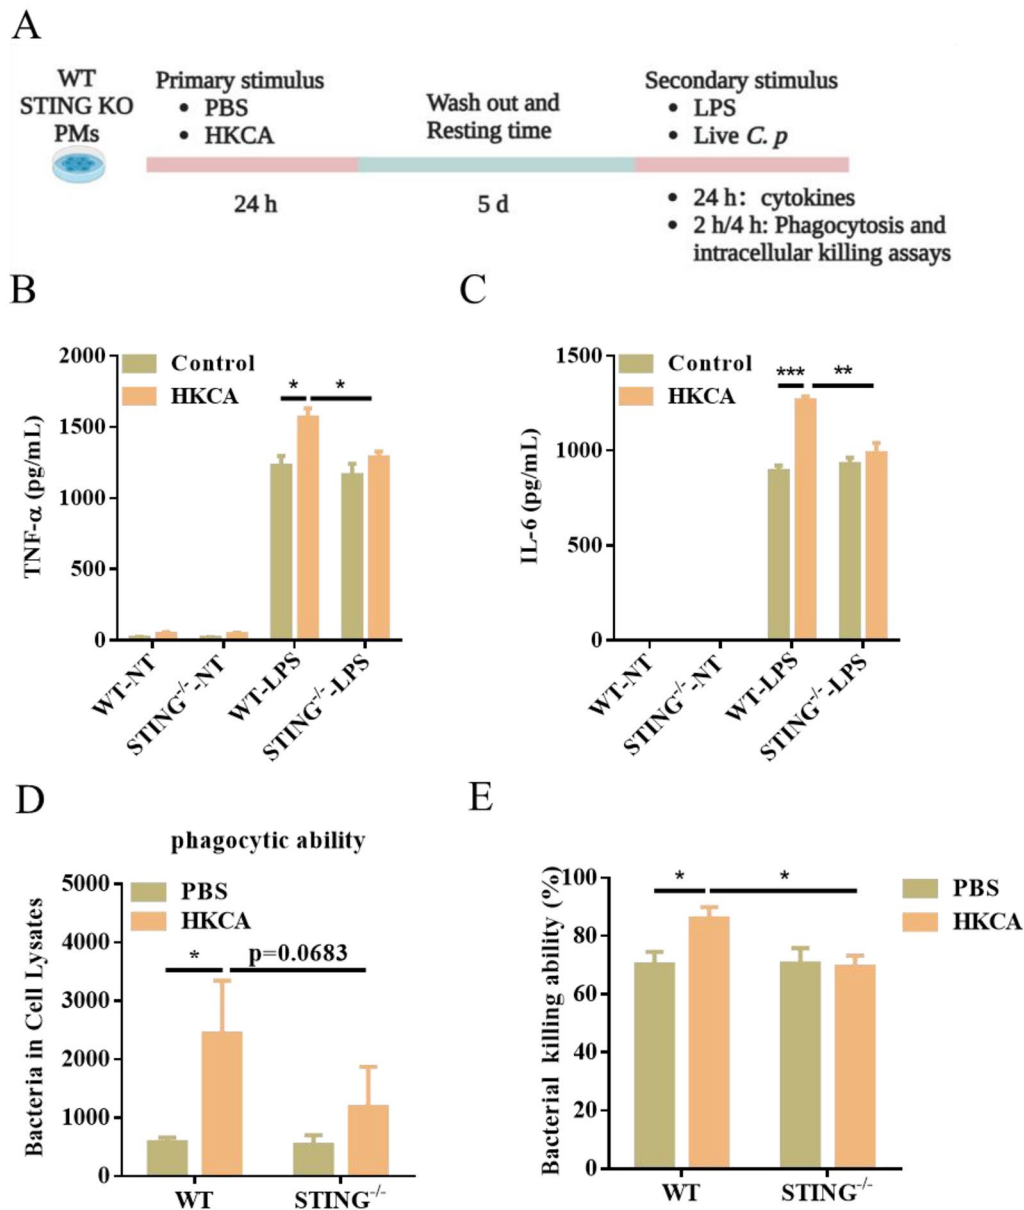 A
WT
STING KO
PMs
Primary stimulus
• PBS
• HKCA
Wash out and
Resting time
Secondary stimulus
• LPS
• Live C. p
24 h
5 d
• 24 h: cytokines
• 2 h/4 h: Phagocytosis and
intracellular killing assays
B
TNF-α (pg/mL)
2000
1500
1000
500
0
Control
HKCA
*
*
WT-NT
STING-/--NT
WT-LPS
STING-/--LPS
C
IL-6 (pg/mL)
1500
1000
500
0
Control
HKCA
***
**
WT-NT
STING-/--NT
WT-LPS
STING-/--LPS
D
phagocytic ability
Bacteria in Cell Lysates
5000
4000
3000
2000
1000
0
PBS
HKCA
*
p=0.0683
WT
STING-/-
E
Bacterial killing ability (%)
100
80
60
40
20
0
*
*
PBS
HKCA
WT
STING-/-